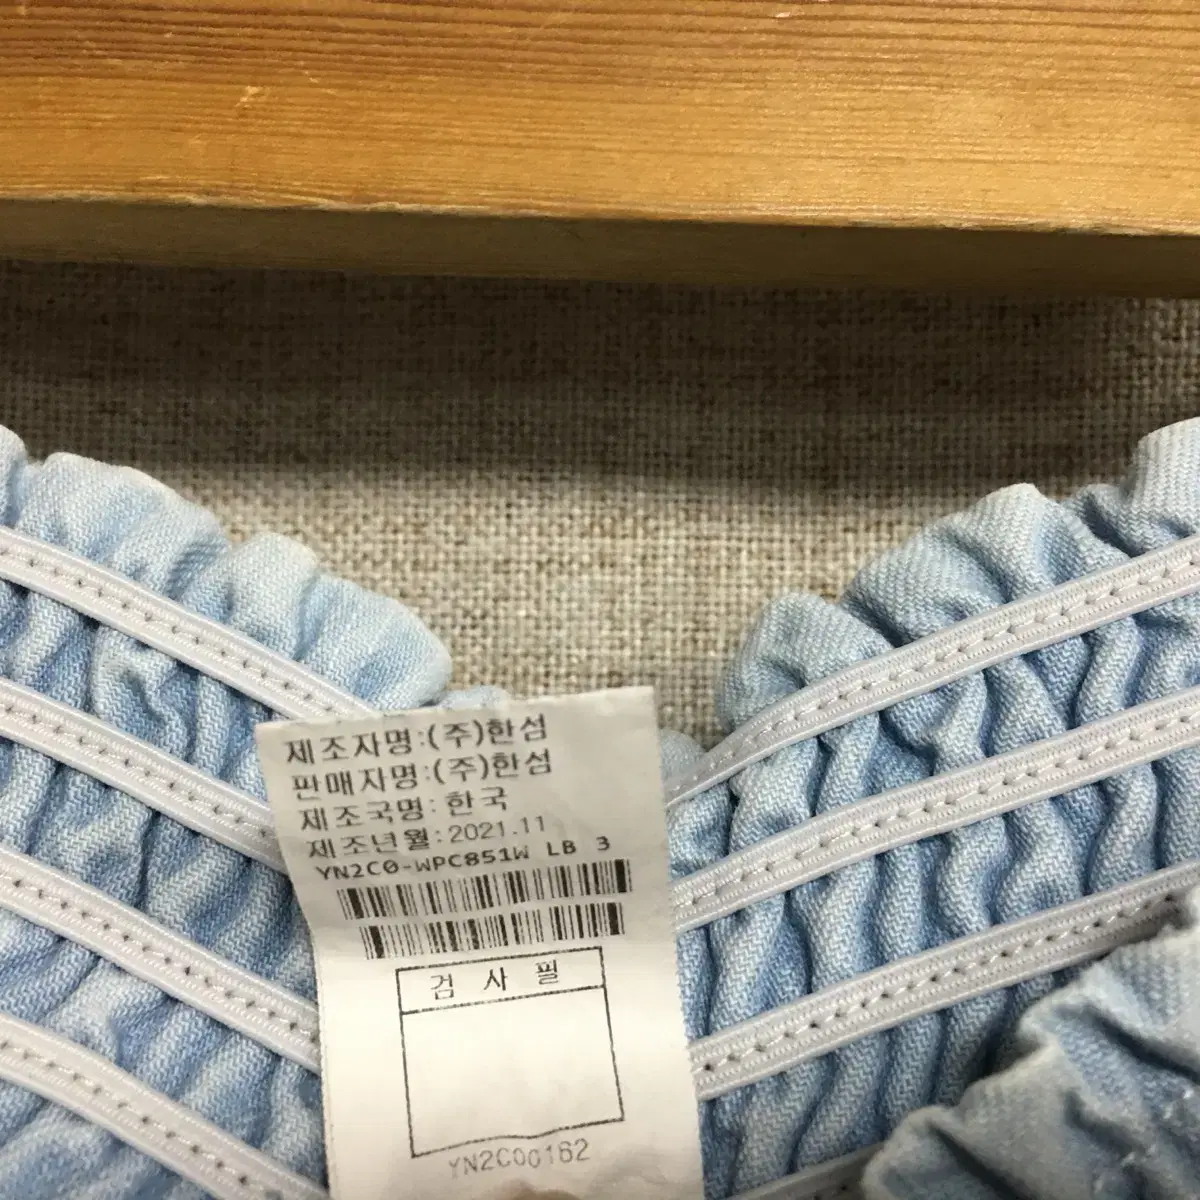 제조자명:(주)한섬
판매자명:(주)한섬
제조국명: 한국
제조년월:2021.11
YN2C0-WPC851W LB 3
검 사 필
YN2C00162